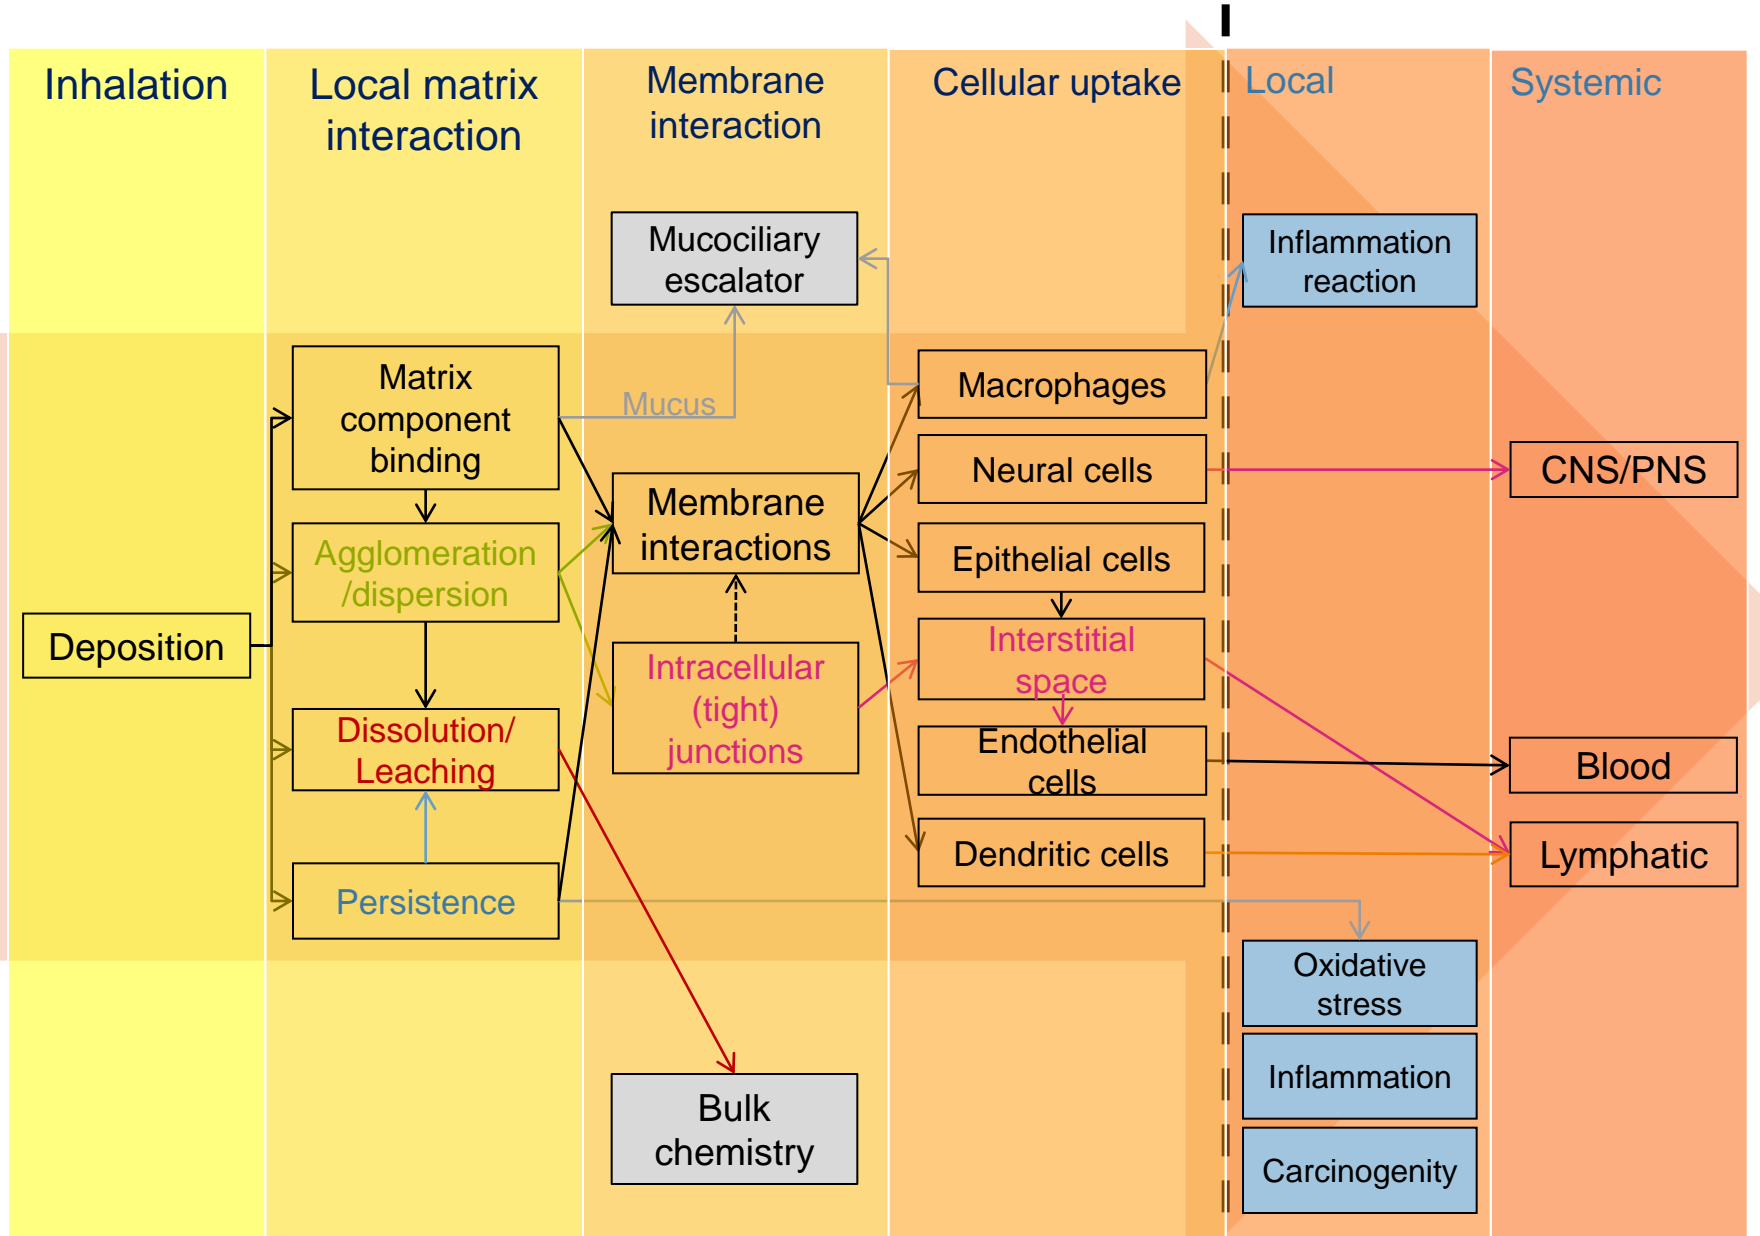 Inhalation
Local matrix
interaction
Membrane
interaction
Cellular uptake
Local
Systemic
Mucociliary
escalator
Inflammation
reaction
Matrix
component
binding
Mucus
Macrophages
Neural cells
CNS/PNS
Membrane
interactions
Agglomeration
/dispersion
Epithelial cells
Deposition
Interstitial
space
Intracellular
(tight)
junctions
Dissolution/
Leaching
Endothelial
cells
Blood
Dendritic cells
Lymphatic
Persistence
Oxidative
stress
Inflammation
Bulk
chemistry
Carcinogenity